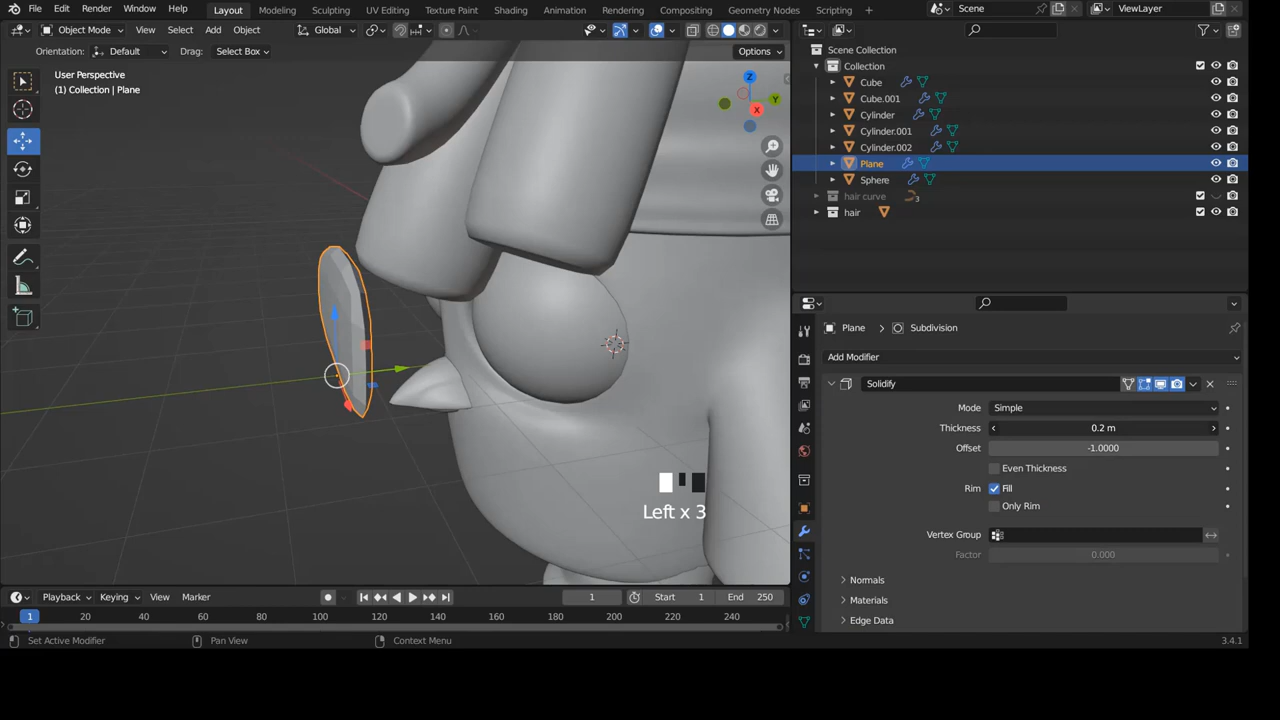 File Edit Render Window Help Layout Modeling Sculpting UV Editing Texture Paint Shading Animation Rendering Compositing Geometry Nodes Scripting Scene ViewLayer
Object Mode View Select Add Object Global
Orientation: Default Drag: Select Box Options
User Perspective
(1) Collection | Plane
Z
Y
X
Left x 3
Scene Collection
Collection
Cube
Cube.001
Cylinder
Cylinder.001
Cylinder.002
Plane
Sphere
hair curve 3
hair
Plane Subdivision
Add Modifier
Solidify
Mode Simple
Thickness 0.2 m
Offset -1.0000
Even Thickness
Rim Fill
Only Rim
Vertex Group
Factor 0.000
Normals
Materials
Edge Data
Playback Keying View Marker 1 Start 1 End 250
1 20 40 60 80 100 120 140 160 180 200 220 240
Set Active Modifier Pan View Context Menu 3.4.1